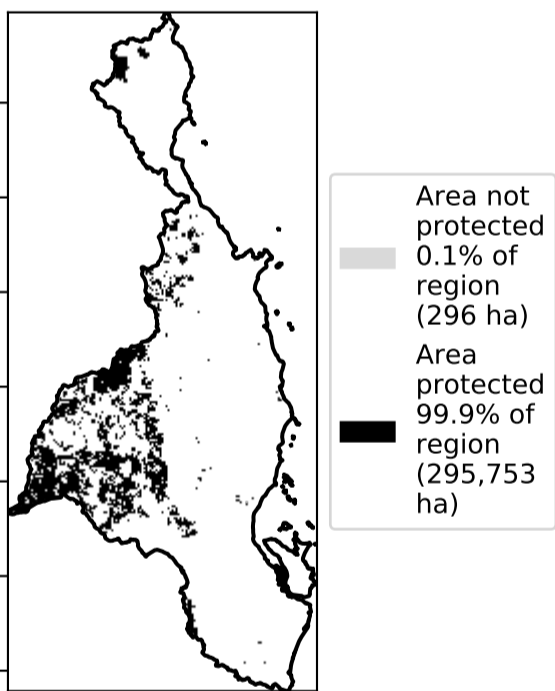 Area not
protected
0.1% of
region
(296 ha)
Area
protected
99.9% of
region
(295,753
ha)